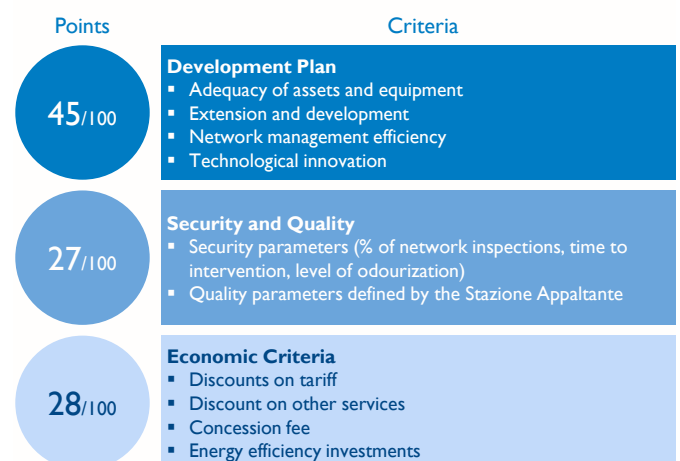 Points Criteria
45/100
Development Plan
▪ Adequacy of assets and equipment
▪ Extension and development
▪ Network management efficiency
▪ Technological innovation
27/100
Security and Quality
▪ Security parameters (% of network inspections, time to
intervention, level of odourization)
▪ Quality parameters defined by the Stazione Appaltante
28/100
Economic Criteria
▪ Discounts on tariff
▪ Discount on other services
▪ Concession fee
▪ Energy efficiency investments